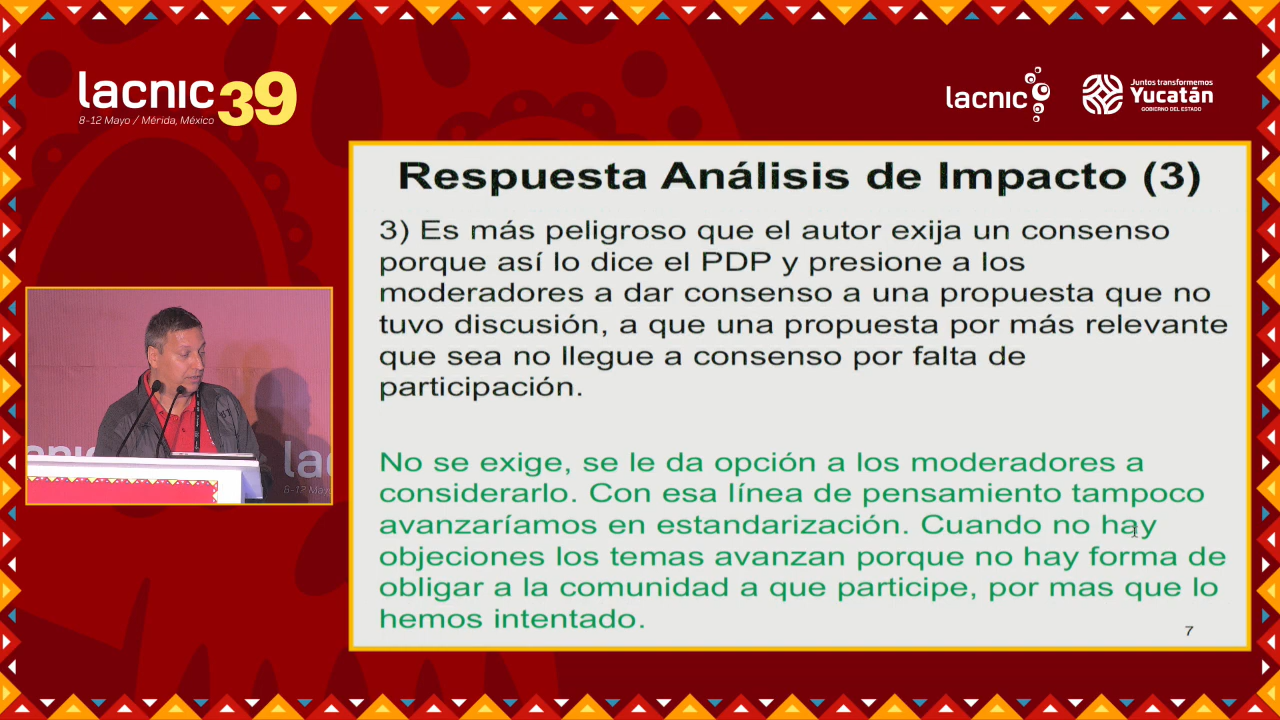 lacnic39
8-12 Mayo / Mérida, México
lacnic
Juntos transformemos
Yucatán
GOBIERNO DEL ESTADO
Respuesta Análisis de Impacto (3)
3) Es más peligroso que el autor exija un consenso
porque así lo dice el PDP y presione a los
moderadores a dar consenso a una propuesta que no
tuvo discusión, a que una propuesta por más relevante
que sea no llegue a consenso por falta de
participación.
No se exige, se le da opción a los moderadores a
considerarlo. Con esa línea de pensamiento tampoco
avanzaríamos en estandarización. Cuando no hay
objeciones los temas avanzan porque no hay forma de
obligar a la comunidad a que participe, por mas que lo
hemos intentado.
7